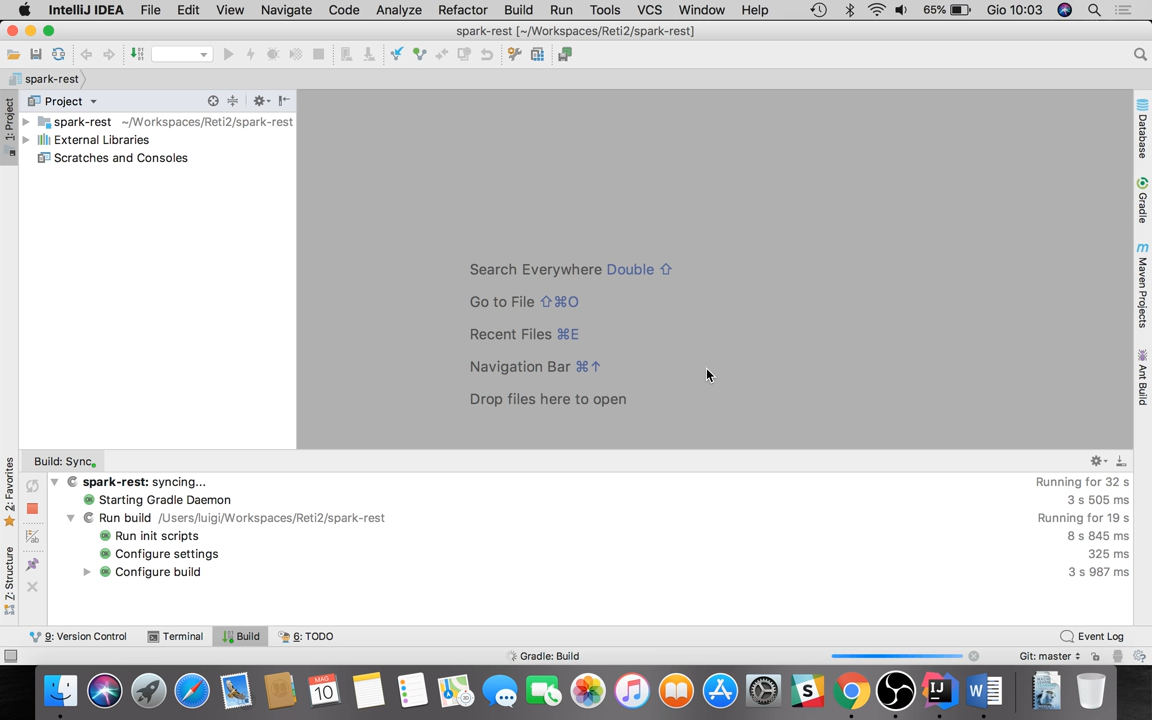 IntelliJ IDEA File Edit View Navigate Code Analyze Refactor Build Run Tools VCS Window Help 65% Gio 10:03
spark-rest [~/Workspaces/Reti2/spark-rest]
spark-rest
1: Project
Project
spark-rest ~/Workspaces/Reti2/spark-rest
External Libraries
Scratches and Consoles
Search Everywhere Double ⇧
Go to File ⇧⌘O
Recent Files ⌘E
Navigation Bar ⌘↑
Drop files here to open
Database
Gradle
Maven Projects
Ant Build
2: Favorites
7: Structure
Build: Sync
spark-rest: syncing... Running for 32 s
Starting Gradle Daemon 3 s 505 ms
Run build /Users/luigi/Workspaces/Reti2/spark-rest Running for 19 s
Run init scripts 8 s 845 ms
Configure settings 325 ms
Configure build 3 s 987 ms
9: Version Control Terminal Build 6: TODO Event Log
Gradle: Build Git: master
MAG
10